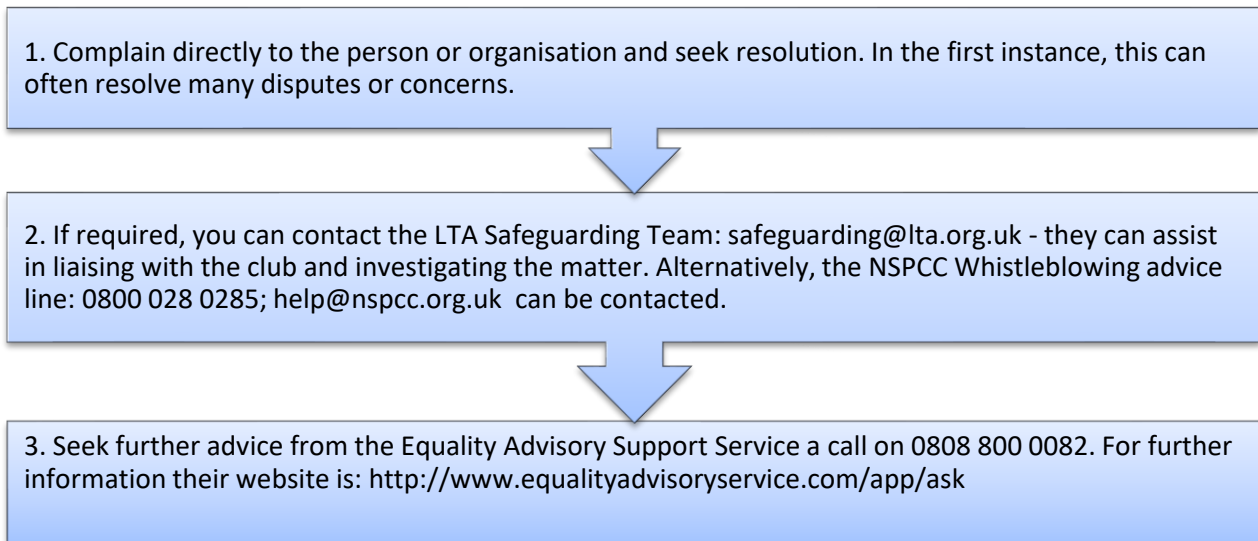 1. Complain directly to the person or organisation and seek resolution. In the first instance, this can
often resolve many disputes or concerns.
2. If required, you can contact the LTA Safeguarding Team: safeguarding@lta.org.uk - they can assist
in liaising with the club and investigating the matter. Alternatively, the NSPCC Whistleblowing advice
line: 0800 028 0285; help@nspcc.org.uk  can be contacted.
3. Seek further advice from the Equality Advisory Support Service a call on 0808 800 0082. For further
information their website is: http://www.equalityadvisoryservice.com/app/ask